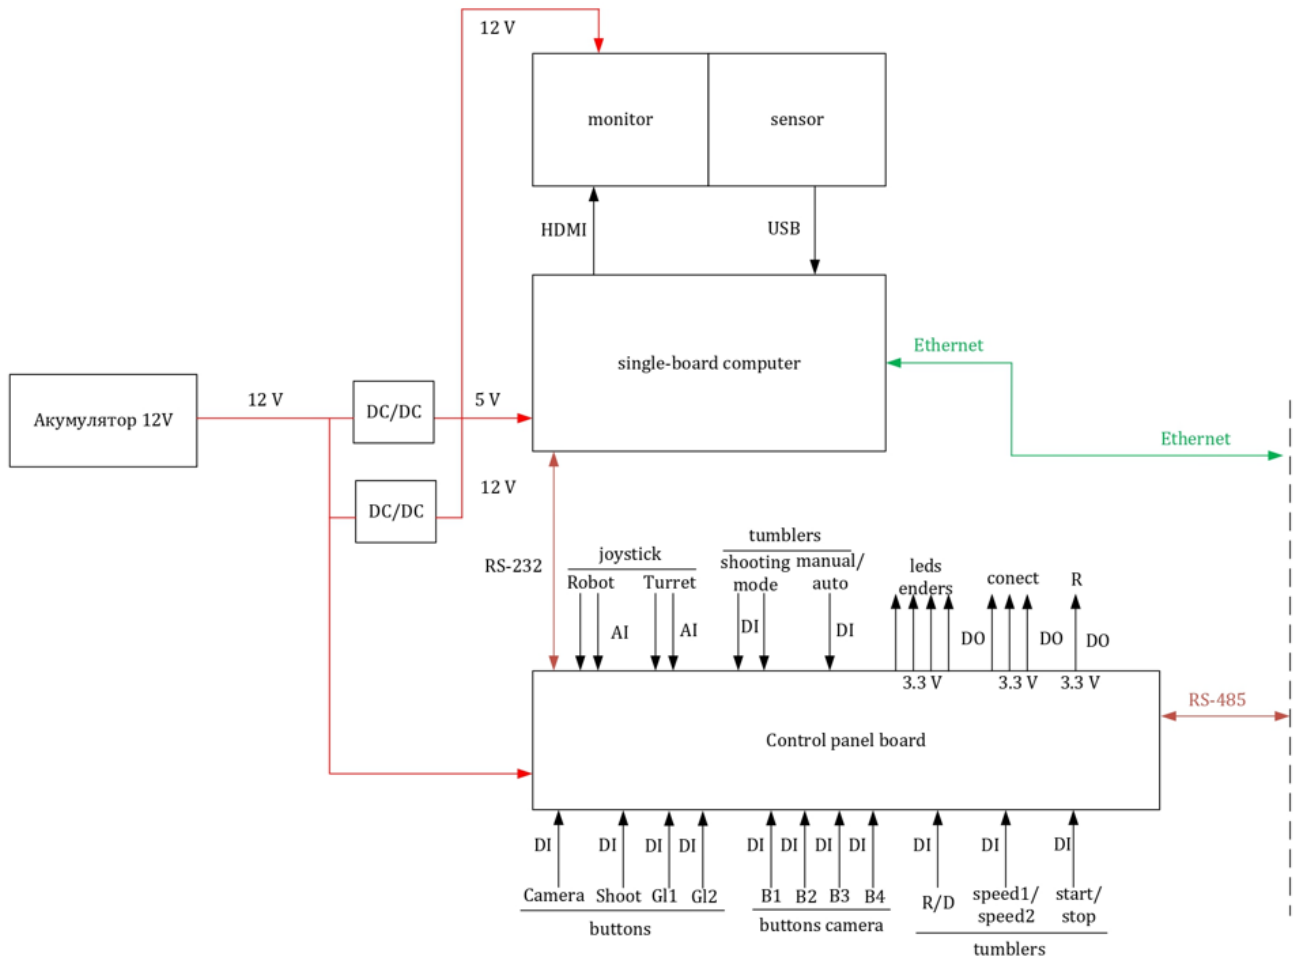 12 V
monitor
sensor
HDMI
USB
single-board computer
Ethernet
Акумулятор 12V
12 V
DC/DC
5 V
Ethernet
DC/DC
12 V
RS-232
joystick
Robot
Turret
AI
AI
tumblers
shooting mode
manual/
auto
DI
DI
leds
enders
conect
R
DO
DO
DO
3.3 V
3.3 V
3.3 V
RS-485
Control panel board
DI
DI
DI
DI
DI
DI
DI
DI
DI
DI
DI
Camera
Shoot
Gl1
Gl2
buttons
B1
B2
B3
B4
buttons camera
R/D
speed1/
speed2
start/
stop
tumblers